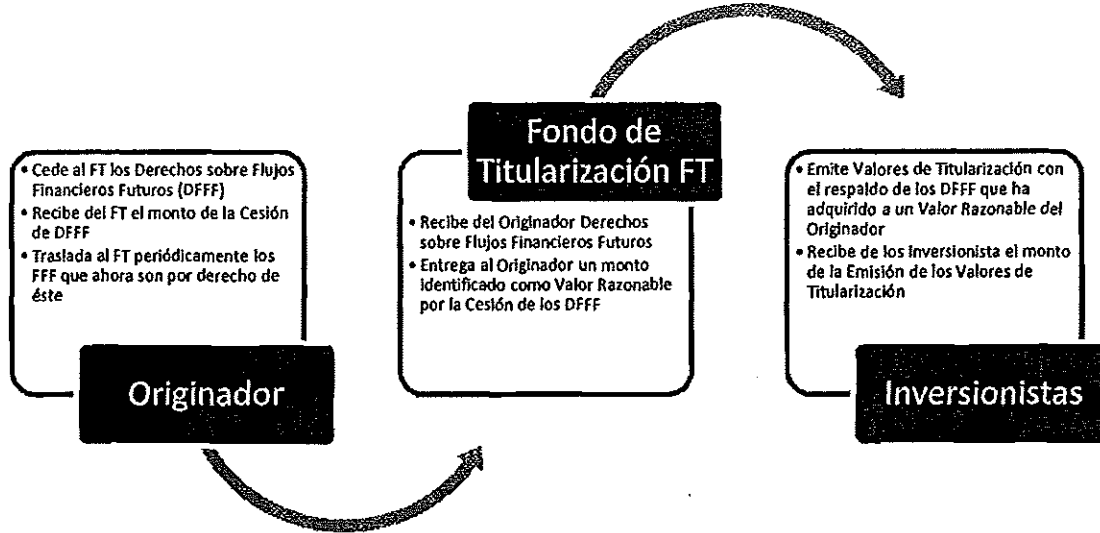 • Cede al FT los Derechos sobre Flujos
Financieros Futuros (DFFF)
• Recibe del FT el monto de la Cesión
de DFFF
• Traslada al FT periódicamente los
FFF que ahora son por derecho de
éste
Originador
Fondo de
Titularización FT
• Recibe del Originador Derechos
sobre Flujos Financieros Futuros
• Entrega al Originador un monto
identificado como Valor Razonable
por la Cesión de los DFFF
• Emite Valores de Titularización con
el respaldo de los DFFF que ha
adquirido a un Valor Razonable del
Originador
• Recibe de los Inversionista el monto
de la Emisión de los Valores de
Titularización
Inversionistas